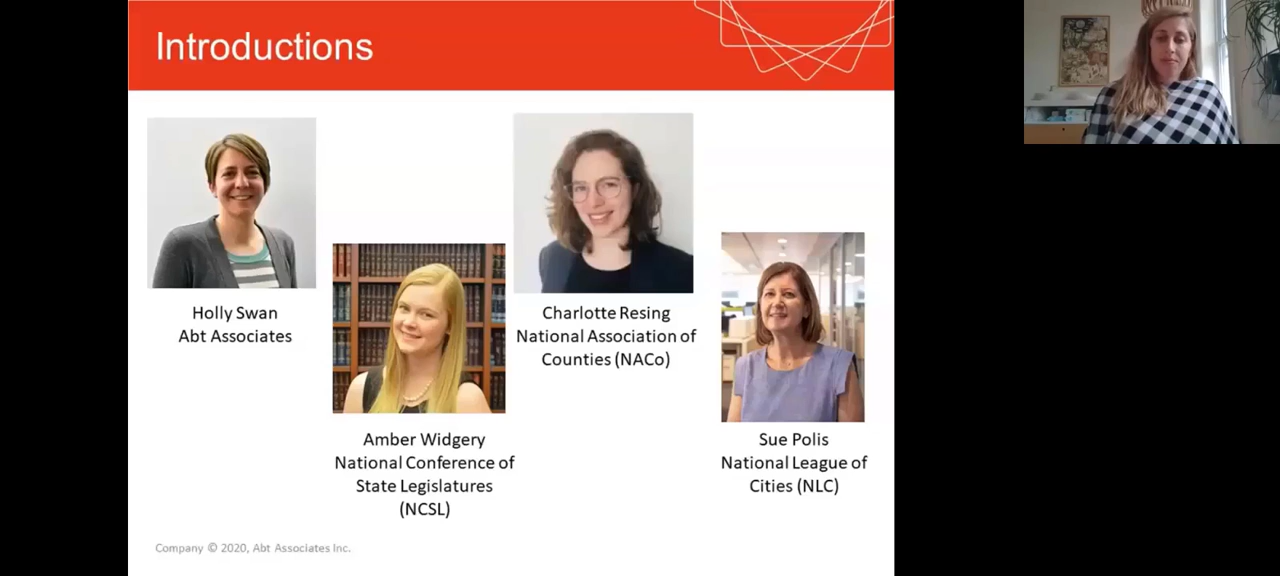 Introductions
Holly Swan
Abt Associates
Amber Widgery
National Conference of
State Legislatures
(NCSL)
Charlotte Resing
National Association of
Counties (NACo)
Sue Polis
National League of
Cities (NLC)
Company © 2020, Abt Associates Inc.